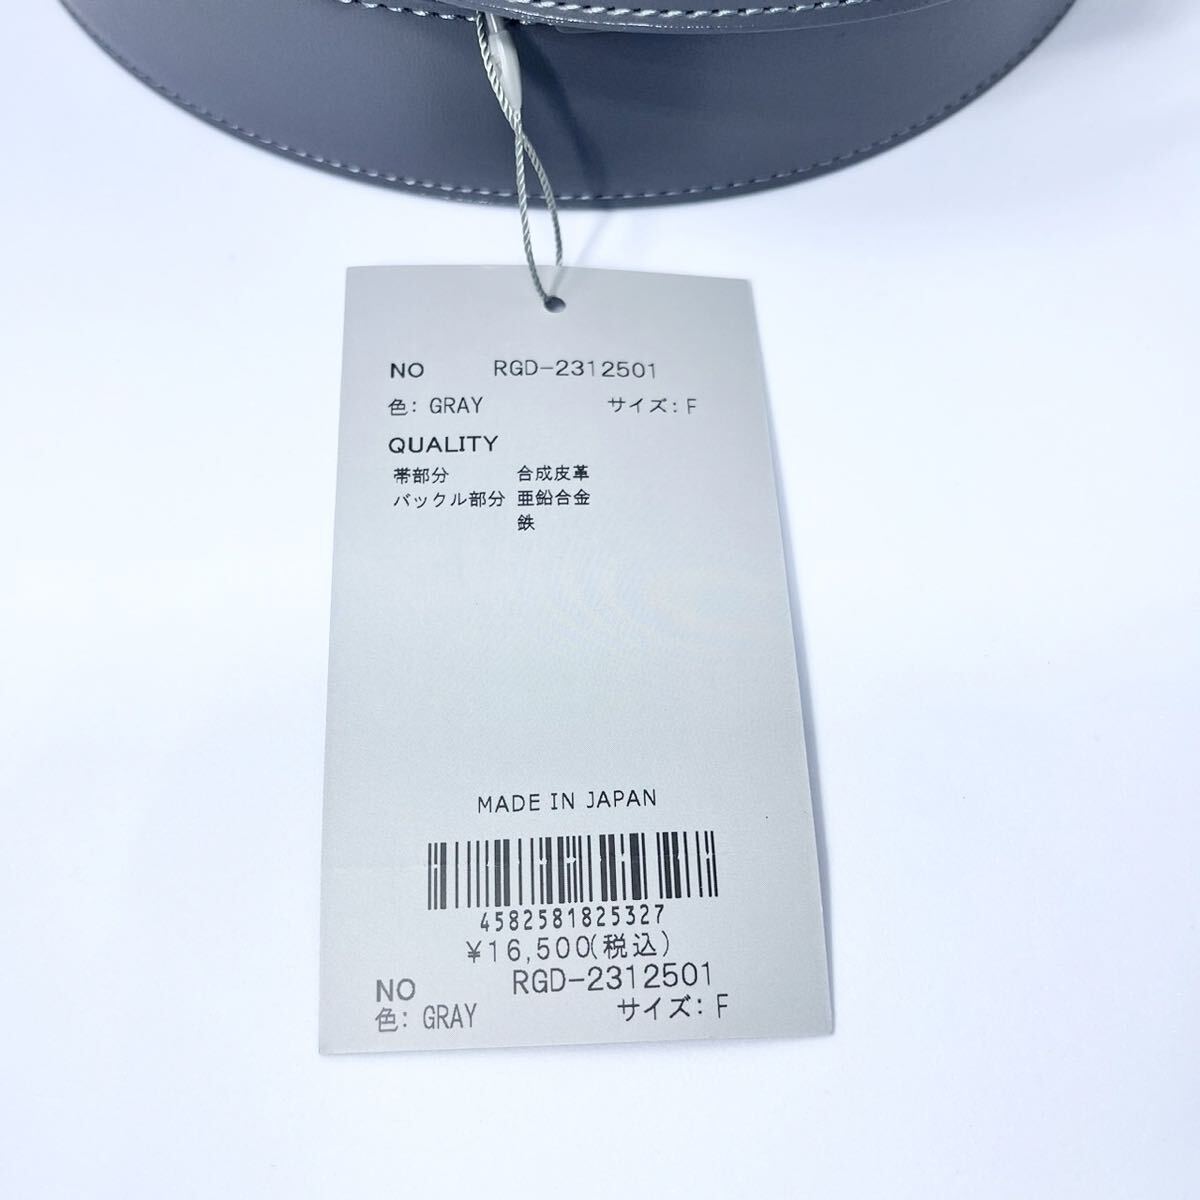 NO RGD-2312501
色: GRAY サイズ: F
QUALITY
帯部分 合成皮革
バックル部分 亜鉛合金
鉄
MADE IN JAPAN
4582581825327
¥16,500(税込)
NO RGD-2312501
色: GRAY サイズ: F